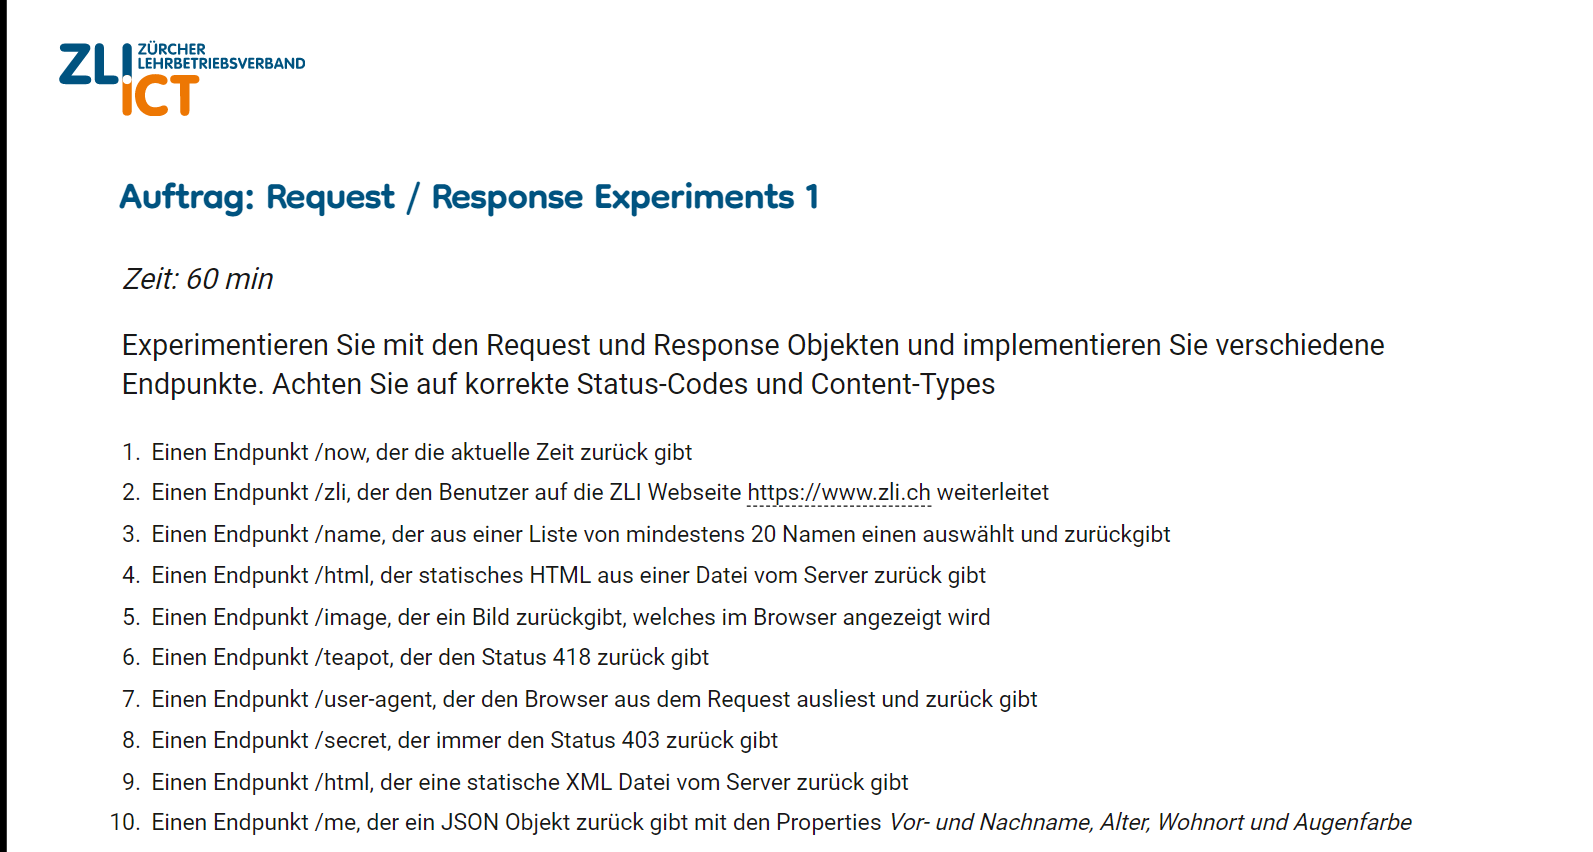 ZLI ZÜRCHER
LEHRBETRIEBSVERBAND
ICT
Auftrag: Request / Response Experiments 1
Zeit: 60 min
Experimentieren Sie mit den Request und Response Objekten und implementieren Sie verschiedene
Endpunkte. Achten Sie auf korrekte Status-Codes und Content-Types
1. Einen Endpunkt /now, der die aktuelle Zeit zurück gibt
2. Einen Endpunkt /zli, der den Benutzer auf die ZLI Webseite https://www.zli.ch weiterleitet
3. Einen Endpunkt /name, der aus einer Liste von mindestens 20 Namen einen auswählt und zurückgibt
4. Einen Endpunkt /html, der statisches HTML aus einer Datei vom Server zurück gibt
5. Einen Endpunkt /image, der ein Bild zurückgibt, welches im Browser angezeigt wird
6. Einen Endpunkt /teapot, der den Status 418 zurück gibt
7. Einen Endpunkt /user-agent, der den Browser aus dem Request ausliest und zurück gibt
8. Einen Endpunkt /secret, der immer den Status 403 zurück gibt
9. Einen Endpunkt /html, der eine statische XML Datei vom Server zurück gibt
10. Einen Endpunkt /me, der ein JSON Objekt zurück gibt mit den Properties Vor- und Nachname, Alter, Wohnort und Augenfarbe